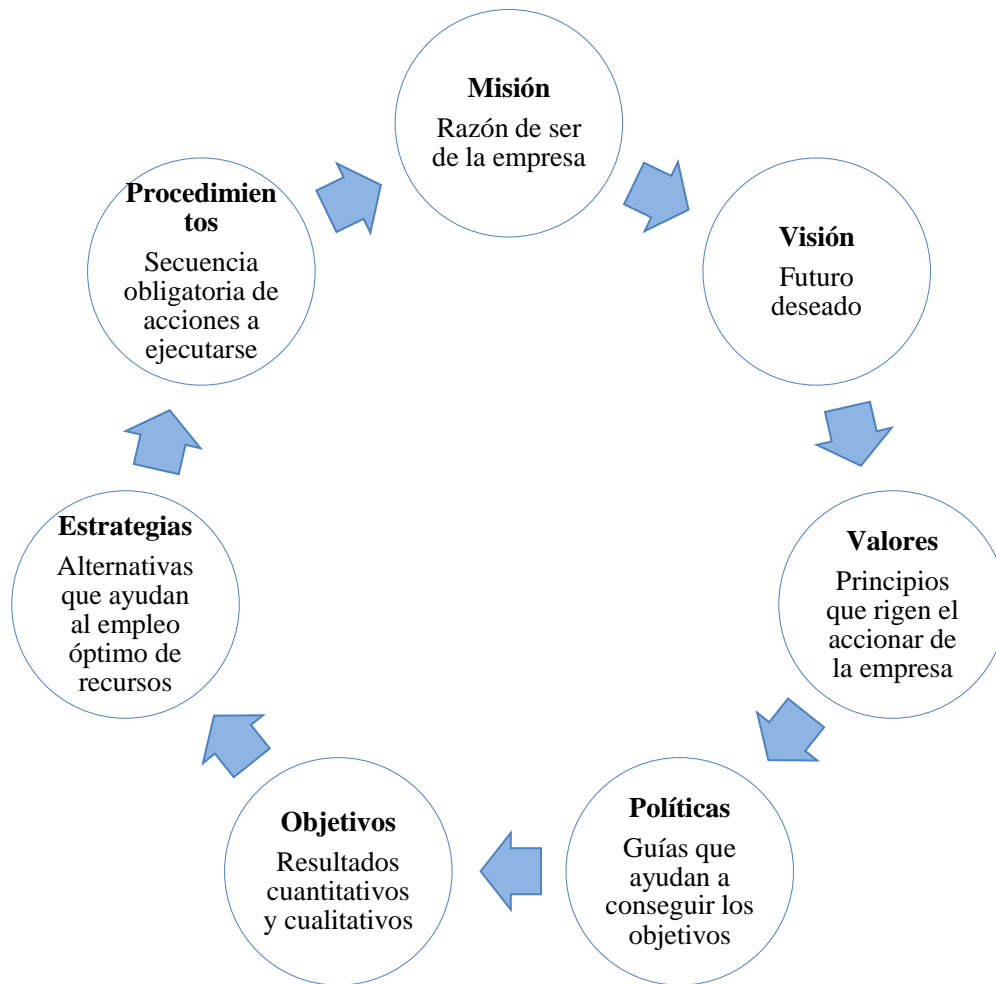 Misión
Razón de ser
de la empresa
Visión
Futuro
deseado
Valores
Principios
que rigen el
accionar de
la empresa
Políticas
Guías que
ayudan a
conseguir los
objetivos
Objetivos
Resultados
cuantitativos
y cualitativos
Estrategias
Alternativas
que ayudan
al empleo
óptimo de
recursos
Procedimien
tos
Secuencia
obligatoria de
acciones a
ejecutarse